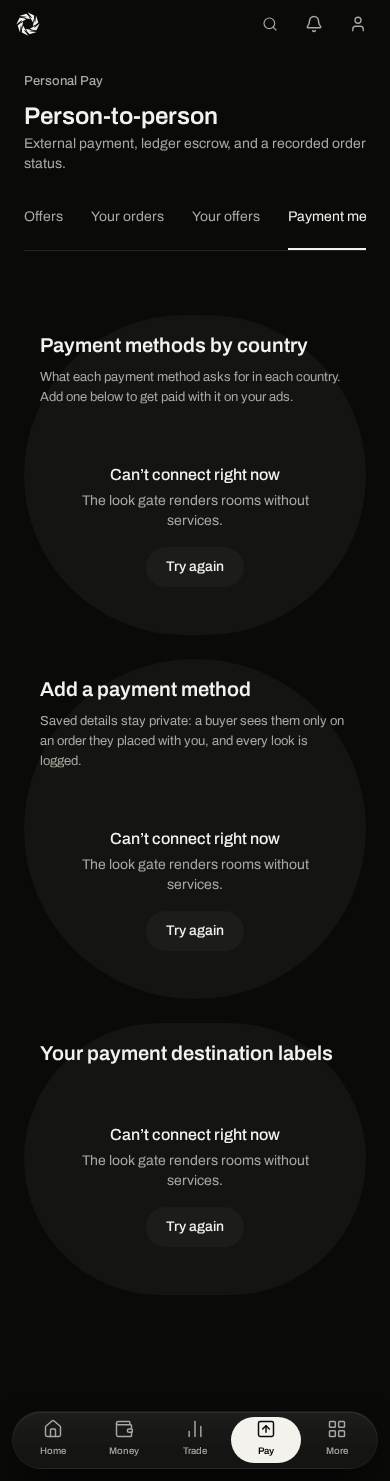 Personal Pay
Person-to-person
External payment, ledger escrow, and a recorded order
status.
Offers Your orders Your offers Payment me
Payment methods by country
What each payment method asks for in each country.
Add one below to get paid with it on your ads.
Can’t connect right now
The look gate renders rooms without
services.
Try again
Add a payment method
Saved details stay private: a buyer sees them only on
an order they placed with you, and every look is
logged.
Can’t connect right now
The look gate renders rooms without
services.
Try again
Your payment destination labels
Can’t connect right now
The look gate renders rooms without
services.
Try again
Home Money Trade Pay More